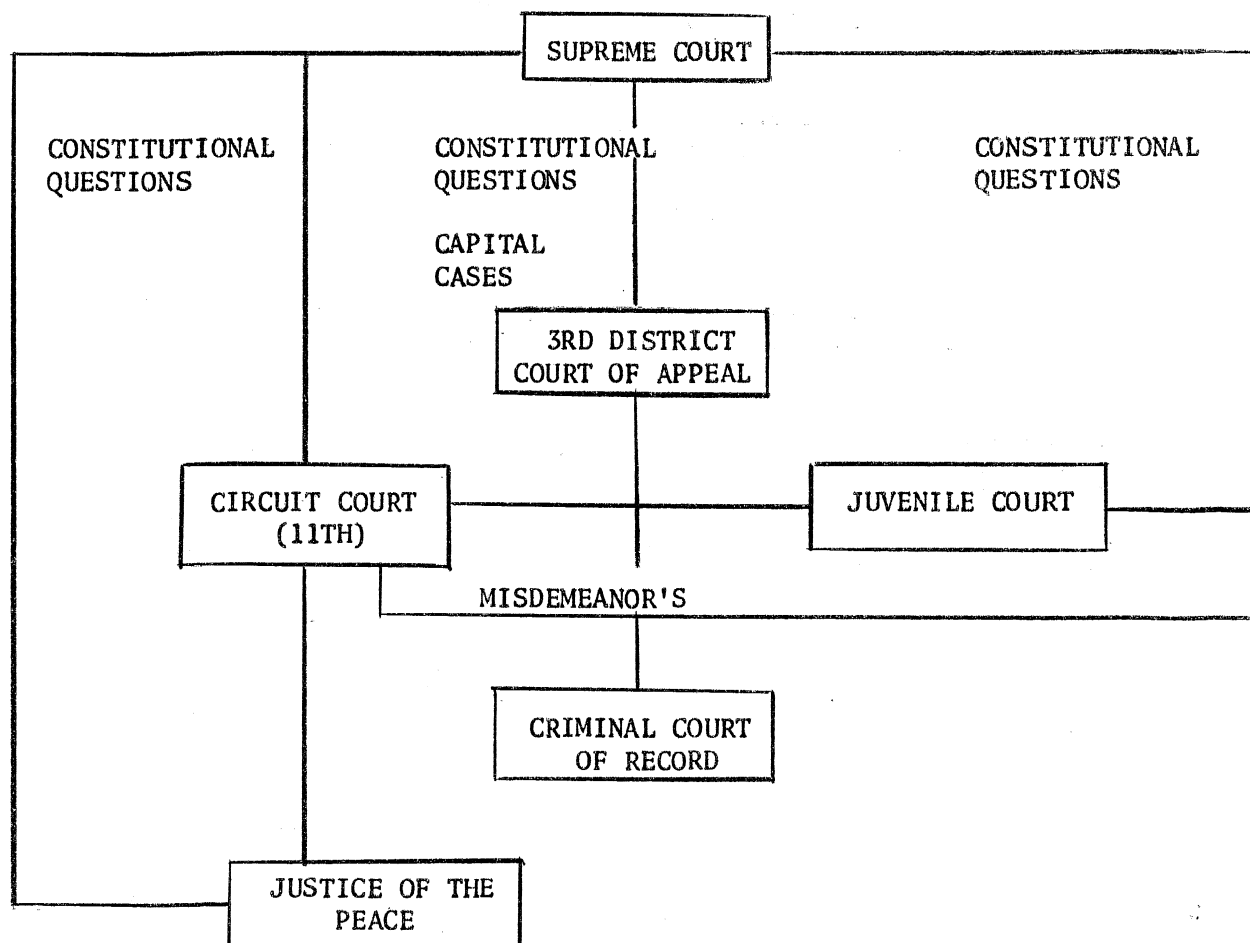 SUPREME COURT
CONSTITUTIONAL
QUESTIONS
CONSTITUTIONAL
QUESTIONS
CAPITAL
CASES
CONSTITUTIONAL
QUESTIONS
3RD DISTRICT
COURT OF APPEAL
CIRCUIT COURT
(11TH)
JUVENILE COURT
MISDEMEANOR'S
CRIMINAL COURT
OF RECORD
JUSTICE OF THE
PEACE